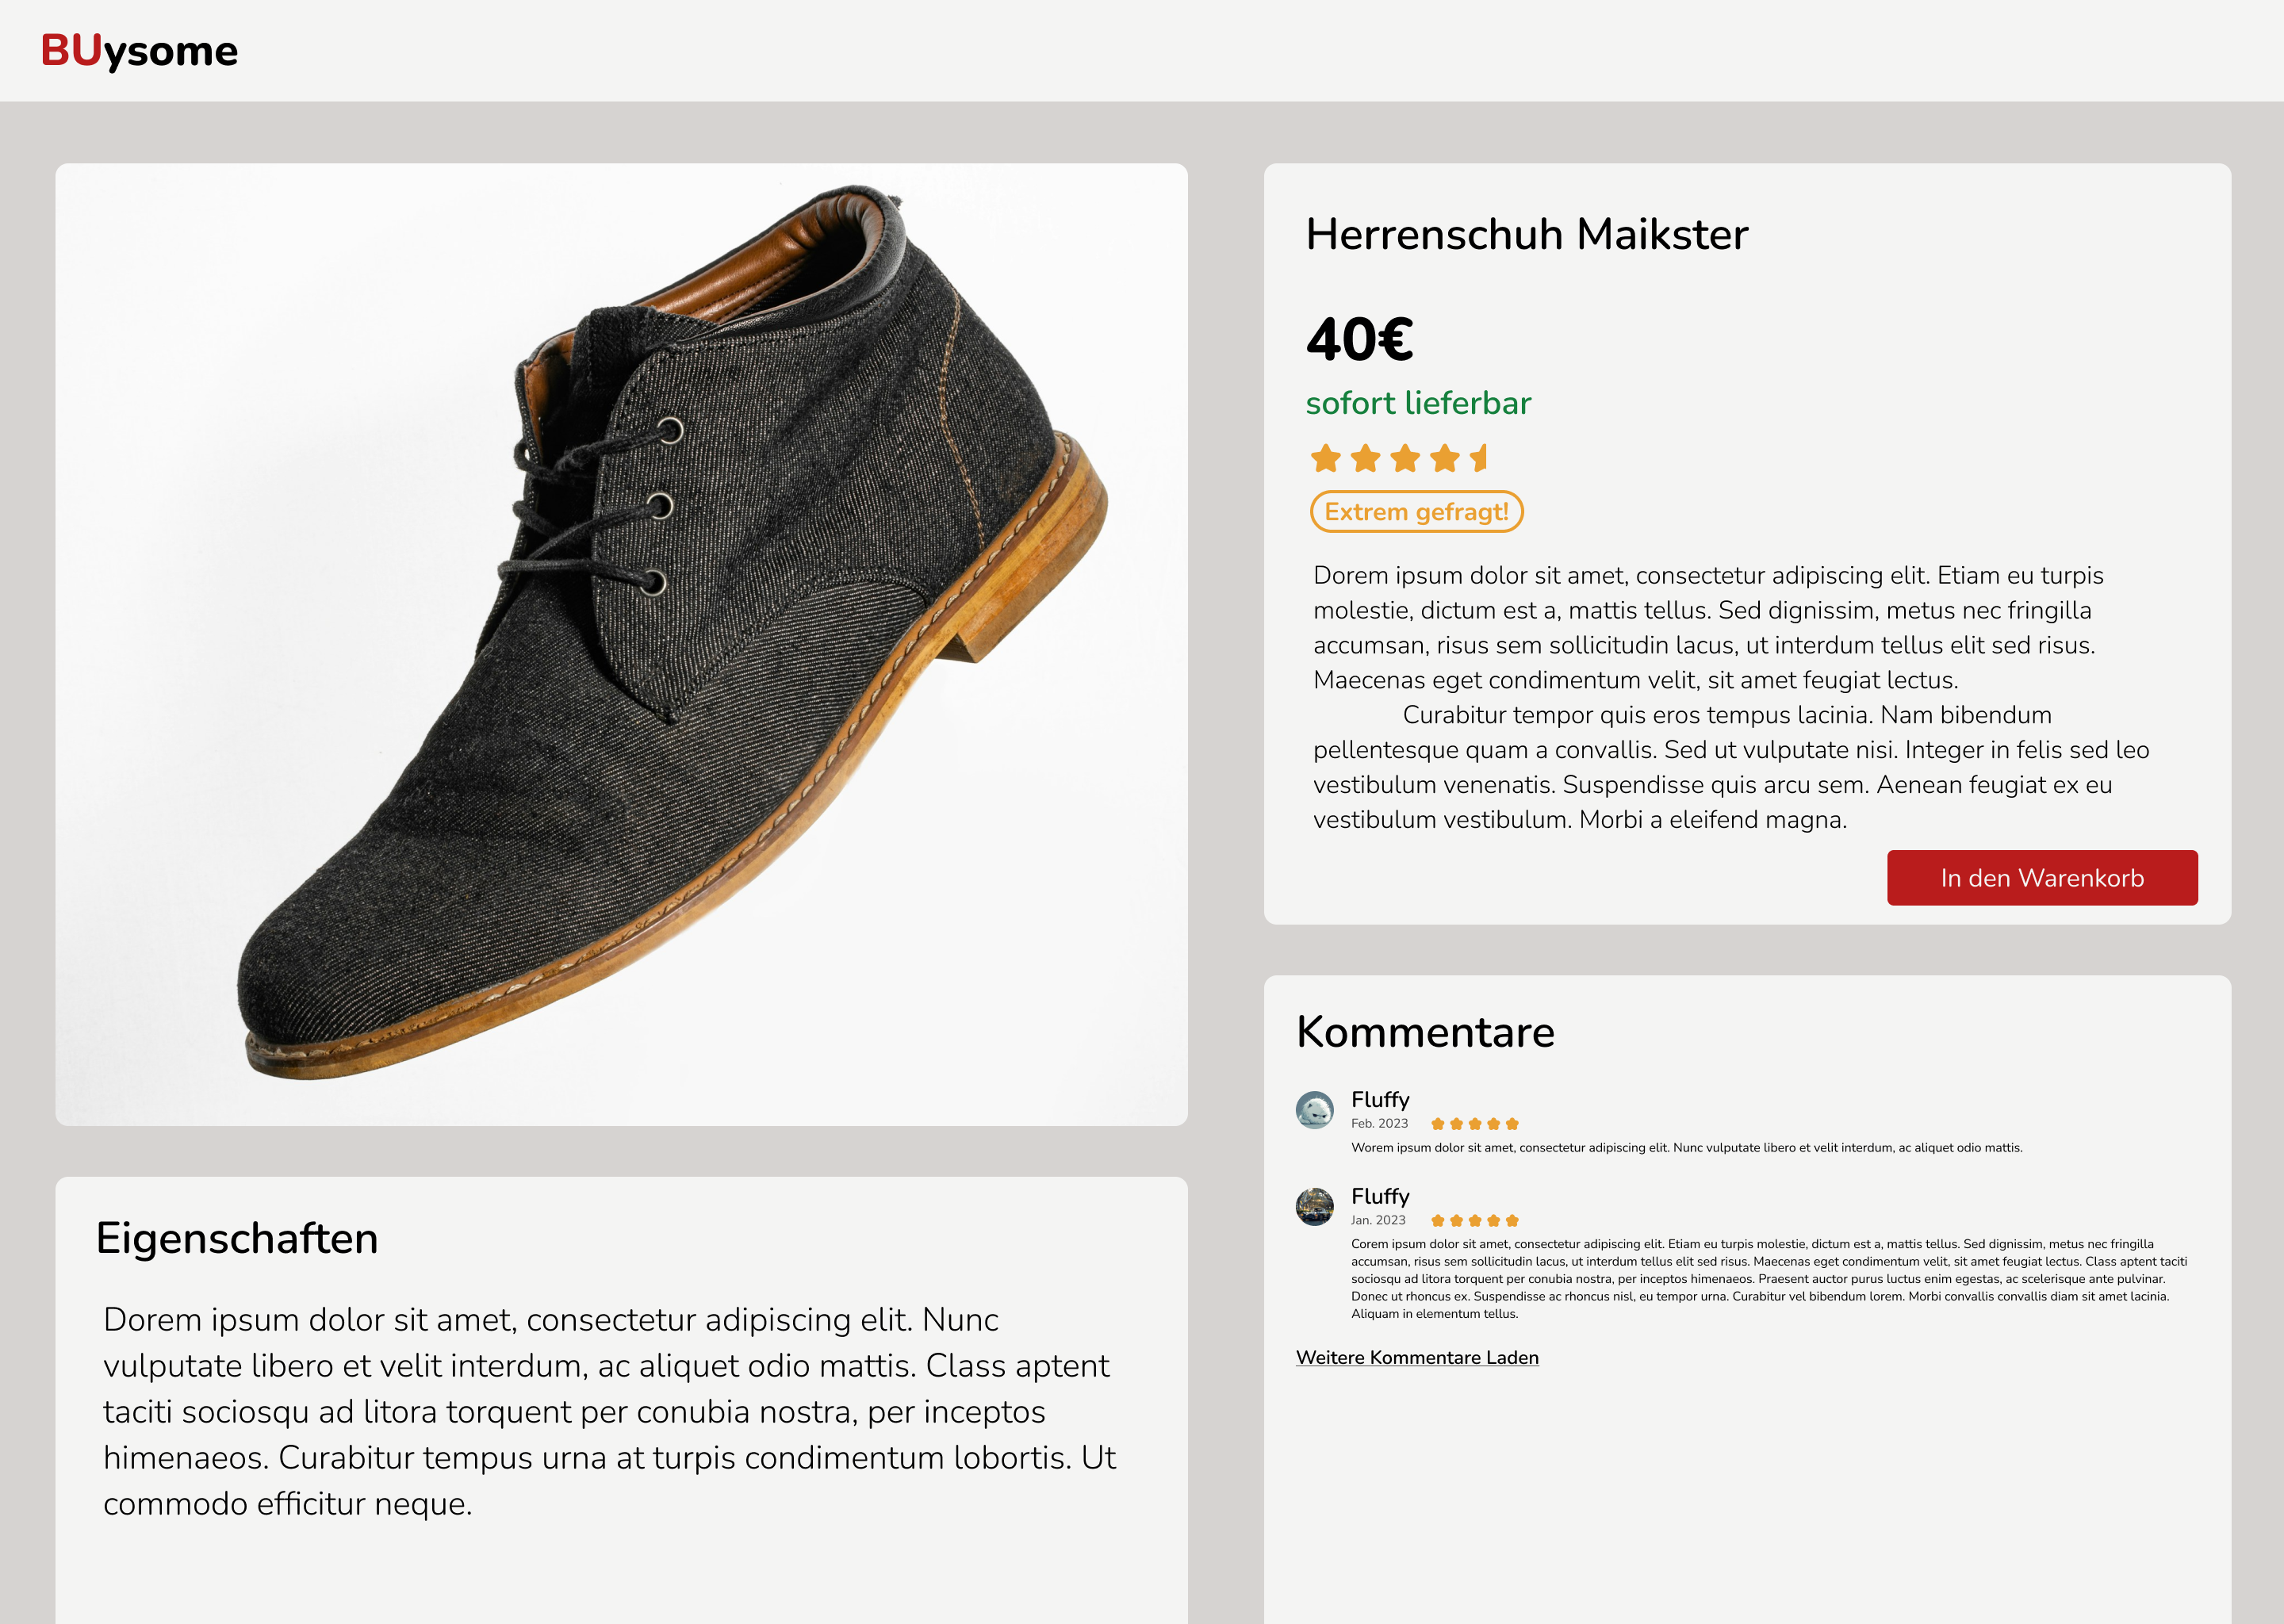 BUysome
Herrenschuh Maikster
40€
sofort lieferbar
Extrem gefragt!
Dorem ipsum dolor sit amet, consectetur adipiscing elit. Etiam eu turpis
molestie, dictum est a, mattis tellus. Sed dignissim, metus nec fringilla
accumsan, risus sem sollicitudin lacus, ut interdum tellus elit sed risus.
Maecenas eget condimentum velit, sit amet feugiat lectus.
Curabitur tempor quis eros tempus lacinia. Nam bibendum
pellentesque quam a convallis. Sed ut vulputate nisi. Integer in felis sed leo
vestibulum venenatis. Suspendisse quis arcu sem. Aenean feugiat ex eu
vestibulum vestibulum. Morbi a eleifend magna.
In den Warenkorb
Kommentare
Fluffy
Feb. 2023
Worem ipsum dolor sit amet, consectetur adipiscing elit. Nunc vulputate libero et velit interdum, ac aliquet odio mattis.
Fluffy
Jan. 2023
Corem ipsum dolor sit amet, consectetur adipiscing elit. Etiam eu turpis molestie, dictum est a, mattis tellus. Sed dignissim, metus nec fringilla
accumsan, risus sem sollicitudin lacus, ut interdum tellus elit sed risus. Maecenas eget condimentum velit, sit amet feugiat lectus. Class aptent taciti
sociosqu ad litora torquent per conubia nostra, per inceptos himenaeos. Praesent auctor purus luctus enim egestas, ac scelerisque ante pulvinar.
Donec ut rhoncus ex. Suspendisse ac rhoncus nisl, eu tempor urna. Curabitur vel bibendum lorem. Morbi convallis convallis diam sit amet lacinia.
Aliquam in elementum tellus.
Weitere Kommentare Laden
Eigenschaften
Dorem ipsum dolor sit amet, consectetur adipiscing elit. Nunc
vulputate libero et velit interdum, ac aliquet odio mattis. Class aptent
taciti sociosqu ad litora torquent per conubia nostra, per inceptos
himenaeos. Curabitur tempus urna at turpis condimentum lobortis. Ut
commodo efficitur neque.